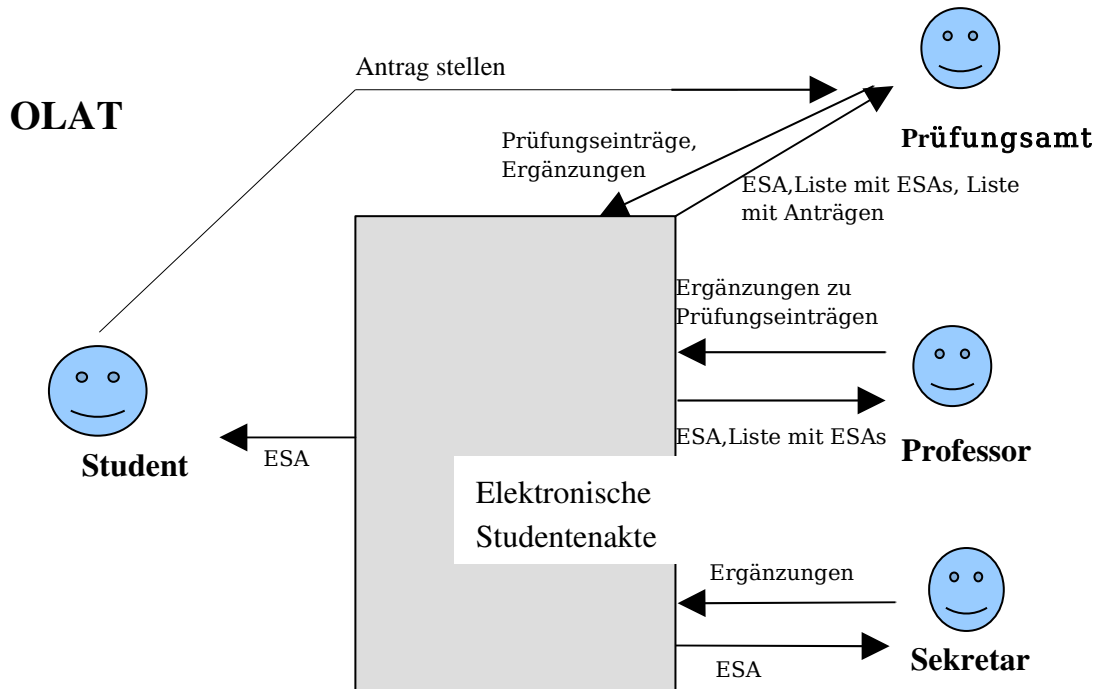 Antrag stellen
OLAT
Prüfungsamt
Prüfungseinträge,
Ergänzungen
ESA,Liste mit ESAs, Liste
mit Anträgen
Ergänzungen zu
Prüfungseinträgen
ESA,Liste mit ESAs
Professor
Student
ESA
Elektronische
Studentenakte
Ergänzungen
Sekretar
ESA